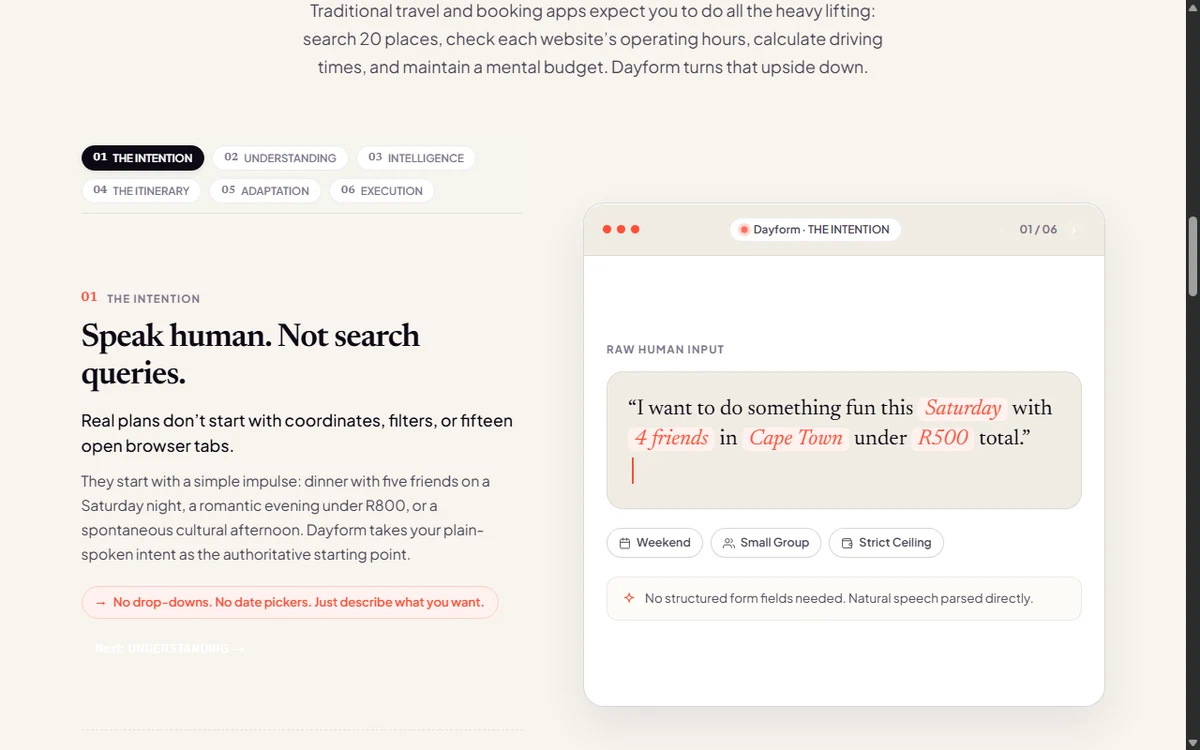 Traditional travel and booking apps expect you to do all the heavy lifting:
search 20 places, check each website’s operating hours, calculate driving
times, and maintain a mental budget. Dayform turns that upside down.
01 THE INTENTION
02 UNDERSTANDING
03 INTELLIGENCE
04 THE ITINERARY
05 ADAPTATION
06 EXECUTION
01 THE INTENTION
Speak human. Not search
queries.
Real plans don’t start with coordinates, filters, or fifteen
open browser tabs.
They start with a simple impulse: dinner with five friends on a
Saturday night, a romantic evening under R800, or a
spontaneous cultural afternoon. Dayform takes your plain-
spoken intent as the authoritative starting point.
→ No drop-downs. No date pickers. Just describe what you want.
Next: UNDERSTANDING →
Dayform · THE INTENTION
01 / 06
RAW HUMAN INPUT
“I want to do something fun this Saturday with
4 friends in Cape Town under R500 total.”
Weekend
Small Group
Strict Ceiling
No structured form fields needed. Natural speech parsed directly.